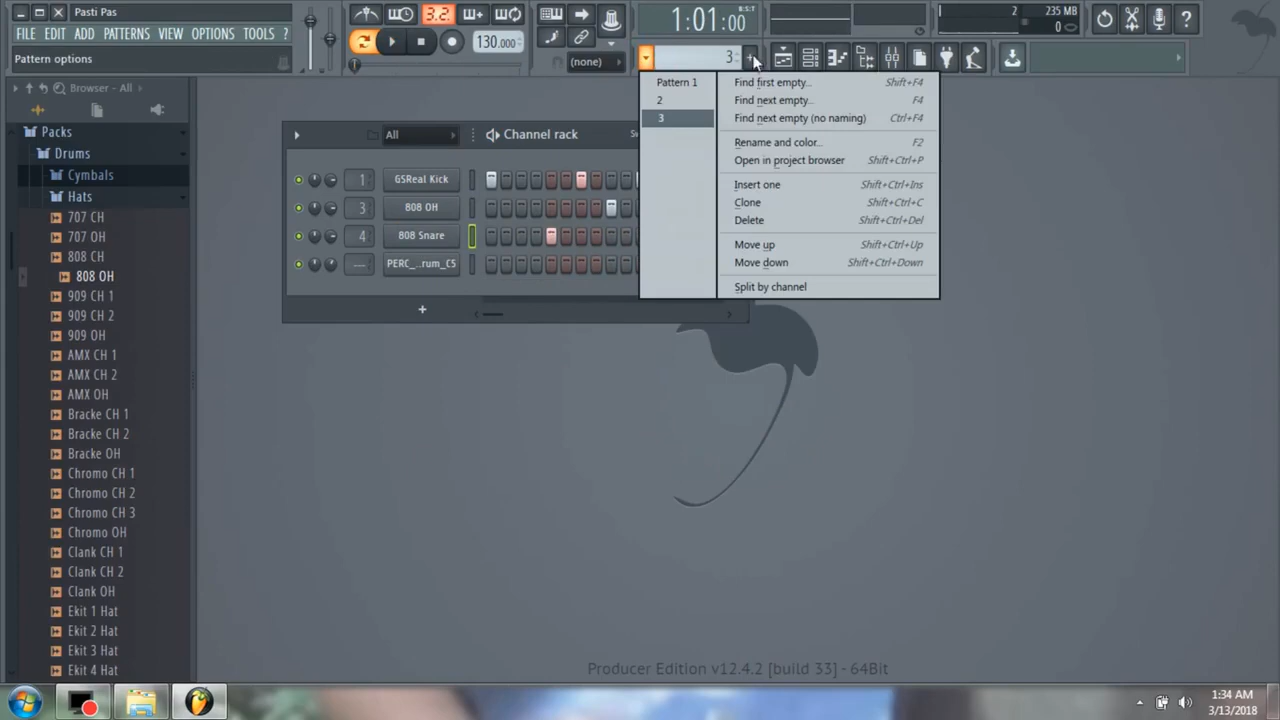 Pasti Pas
FILE EDIT ADD PATTERNS VIEW OPTIONS TOOLS ?
Pattern options
3.2
130.000
(none)
1:01:00
B:S:T
3
2
235 MB
0
Browser - All
Packs
Drums
Cymbals
Hats
707 CH
707 OH
808 CH
808 OH
909 CH 1
909 CH 2
909 OH
AMX CH 1
AMX CH 2
AMX OH
Bracke CH 1
Bracke CH 2
Bracke OH
Chromo CH 1
Chromo CH 2
Chromo CH 3
Chromo OH
Clank CH 1
Clank CH 2
Clank OH
Ekit 1 Hat
Ekit 2 Hat
Ekit 3 Hat
Ekit 4 Hat
All
Channel rack
1 GSReal Kick
3 808 OH
4 808 Snare
--- PERC_...rum_C5
+
Pattern 1
2
3
Find first empty... Shift+F4
Find next empty... F4
Find next empty (no naming) Ctrl+F4
Rename and color... F2
Open in project browser Shift+Ctrl+P
Insert one Shift+Ctrl+Ins
Clone Shift+Ctrl+C
Delete Shift+Ctrl+Del
Move up Shift+Ctrl+Up
Move down Shift+Ctrl+Down
Split by channel
Producer Edition v12.4.2 [build 33] - 64Bit
1:34 AM
3/13/2018